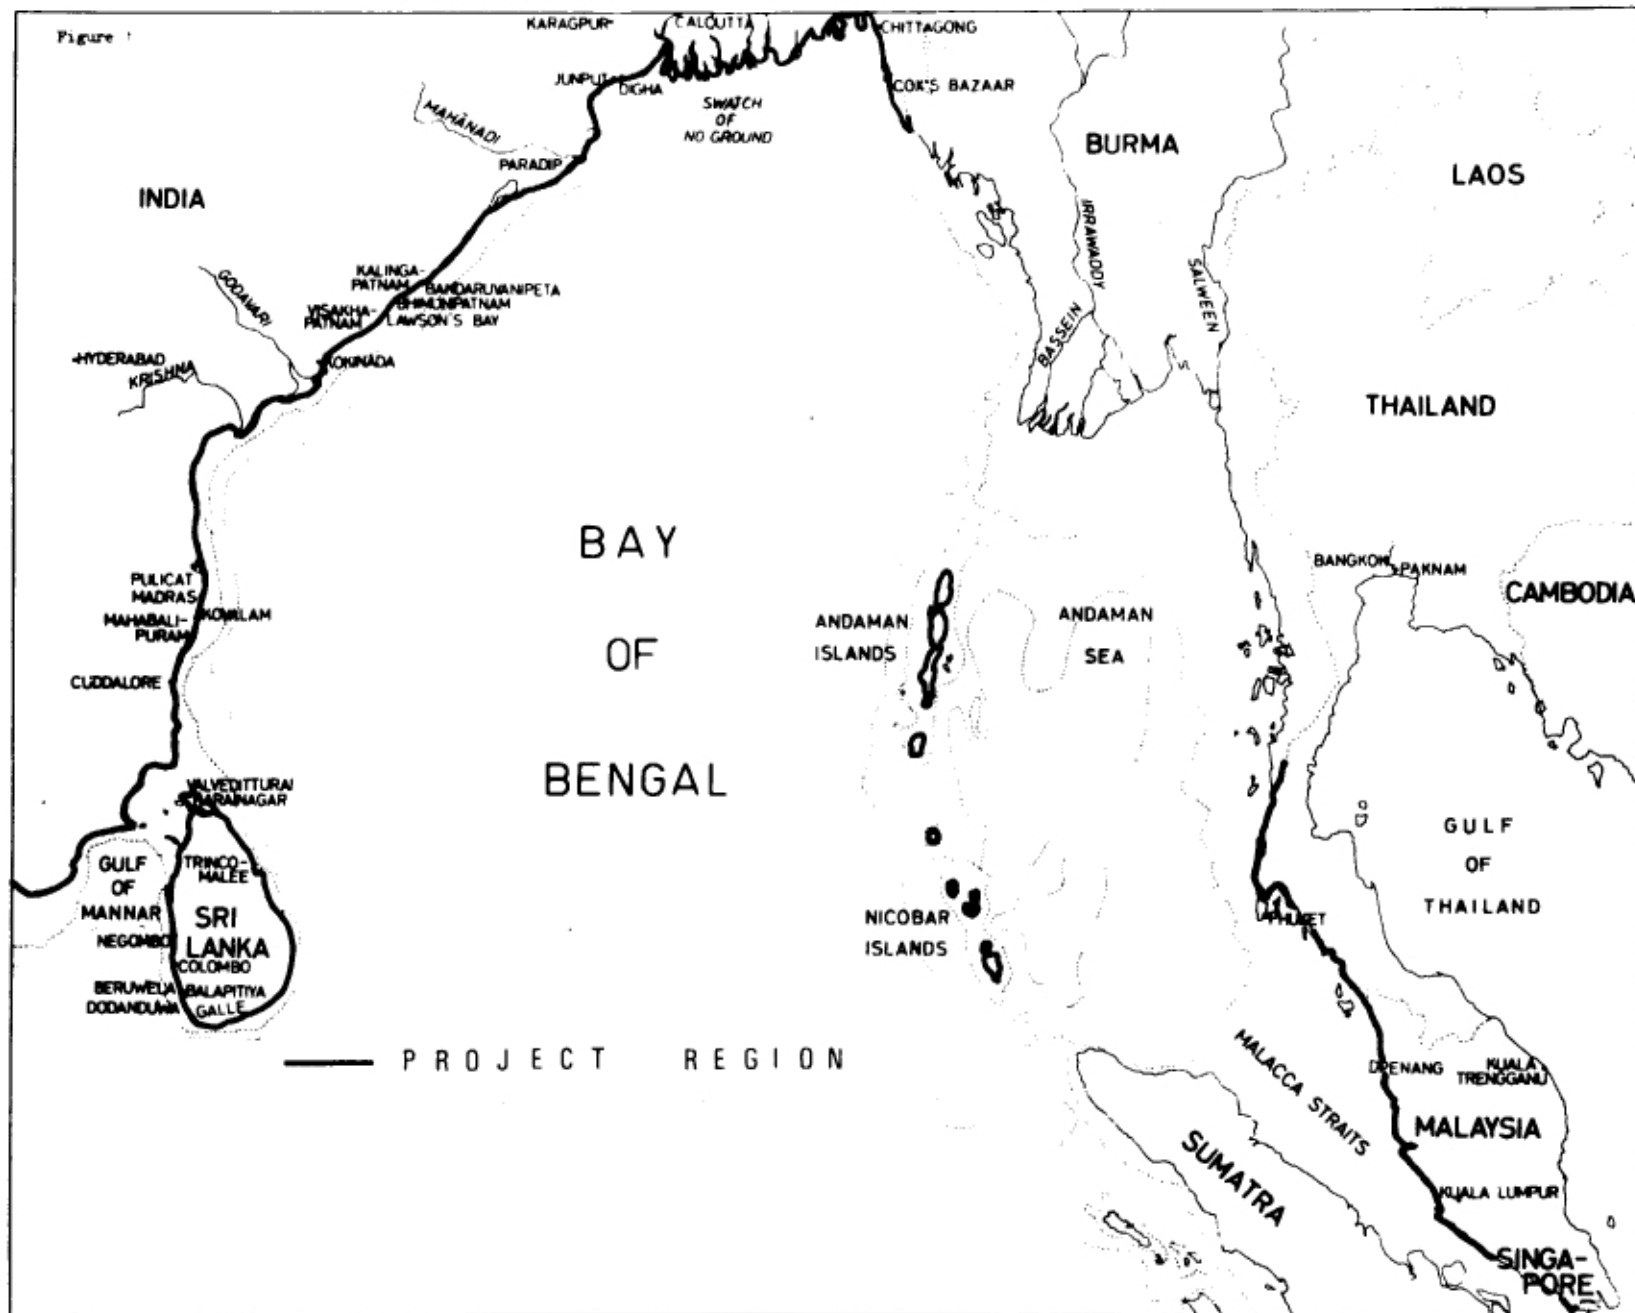 Figure
KARAGPUR
CALCUTTA
CHITTAGONG
JUNPUT
DIGHA
COX'S BAZAAR
SWATCH
OF
NO GROUND
MAHĀNADI
PARADIP
BURMA
LAOS
INDIA
IRRAWADDY
SALWEEN
BASSEIN
GODAVARI
KALINGA-
PATNAM
BANDARUVANIPETA
BHIMUNIPATNAM
VISAKHA-
PATNAM
LAWSON'S BAY
KOKINĀDA
HYDERABAD
KRISHNA
THAILAND
BANGKOK
PAKNAM
CAMBODIA
PULICAT
MADRAS
KOVALAM
MAHABALI-
PURAM
CUDDALORE
BAY
OF
BENGAL
ANDAMAN
ISLANDS
ANDAMAN
SEA
VALVEDITTURAI
KARAINAGAR
GULF
OF
MANNAR
TRINCO-
MALEE
SRI
LANKA
NEGOMBO
COLOMBO
BERUWELA
BALAPITIYA
DODANDUWA
GALLE
NICOBAR
ISLANDS
GULF
OF
THAILAND
PHUKET
PROJECT REGION
MALACCA STRAITS
PENANG
KUALA
TRENGGANU
MALAYSIA
SUMATRA
KUALA LUMPUR
SINGA-
PORE